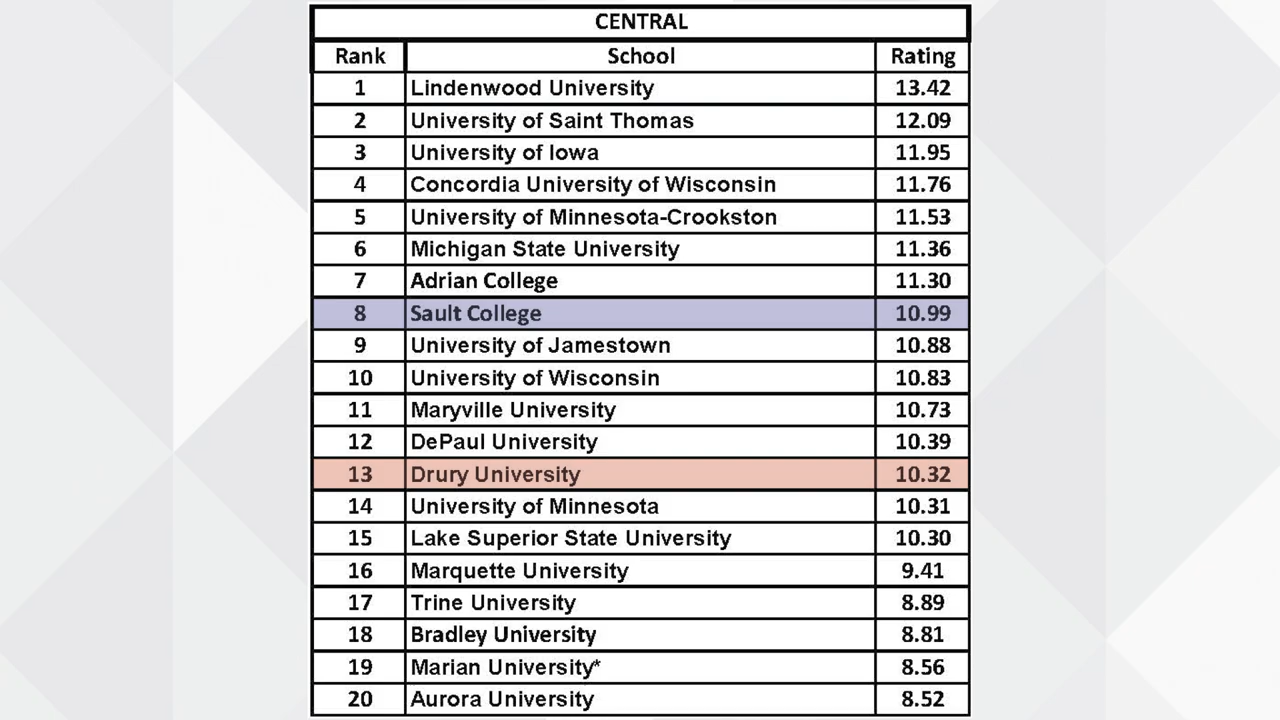 CENTRAL
Rank School Rating
1 Lindenwood University 13.42
2 University of Saint Thomas 12.09
3 University of Iowa 11.95
4 Concordia University of Wisconsin 11.76
5 University of Minnesota-Crookston 11.53
6 Michigan State University 11.36
7 Adrian College 11.30
8 Sault College 10.99
9 University of Jamestown 10.88
10 University of Wisconsin 10.83
11 Maryville University 10.73
12 DePaul University 10.39
13 Drury University 10.32
14 University of Minnesota 10.31
15 Lake Superior State University 10.30
16 Marquette University 9.41
17 Trine University 8.89
18 Bradley University 8.81
19 Marian University* 8.56
20 Aurora University 8.52